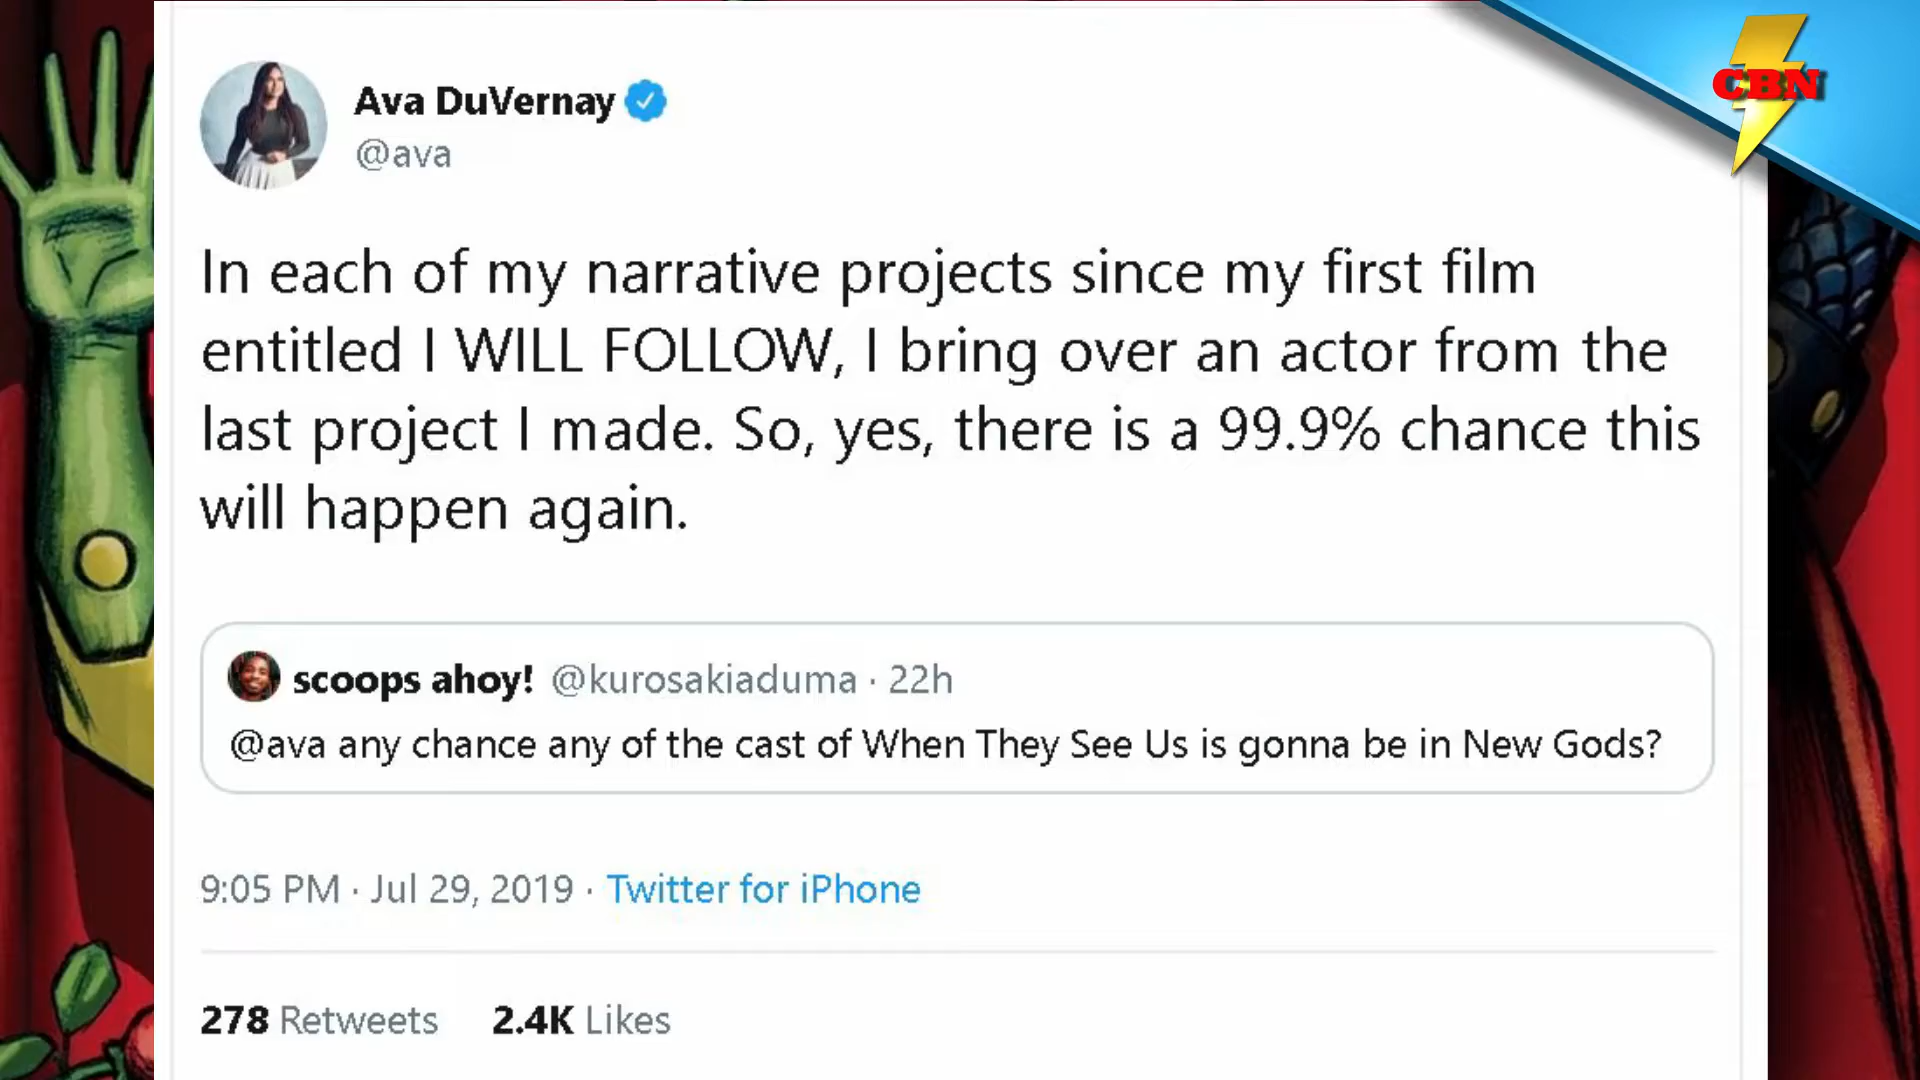 CBN
Ava DuVernay
@ava
In each of my narrative projects since my first film
entitled I WILL FOLLOW, I bring over an actor from the
last project I made. So, yes, there is a 99.9% chance this
will happen again.
scoops ahoy! @kurosakiaduma · 22h
@ava any chance any of the cast of When They See Us is gonna be in New Gods?
9:05 PM · Jul 29, 2019 · Twitter for iPhone
278 Retweets 2.4K Likes